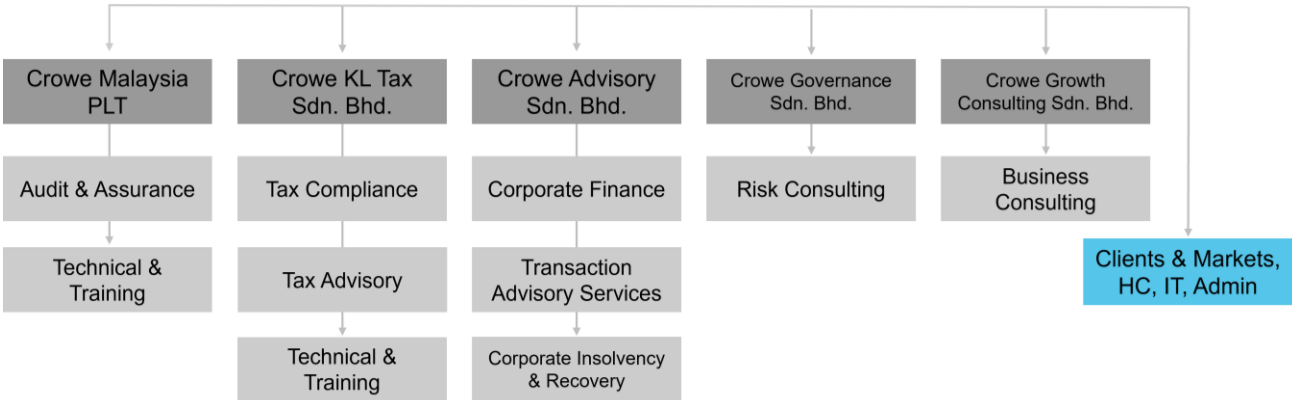 Crowe Malaysia
PLT
Crowe KL Tax
Sdn. Bhd.
Crowe Advisory
Sdn. Bhd.
Crowe Governance
Sdn. Bhd.
Crowe Growth
Consulting Sdn. Bhd.
Audit & Assurance
Tax Compliance
Corporate Finance
Risk Consulting
Business
Consulting
Technical &
Training
Tax Advisory
Transaction
Advisory Services
Clients & Markets,
HC, IT, Admin
Technical &
Training
Corporate Insolvency
& Recovery